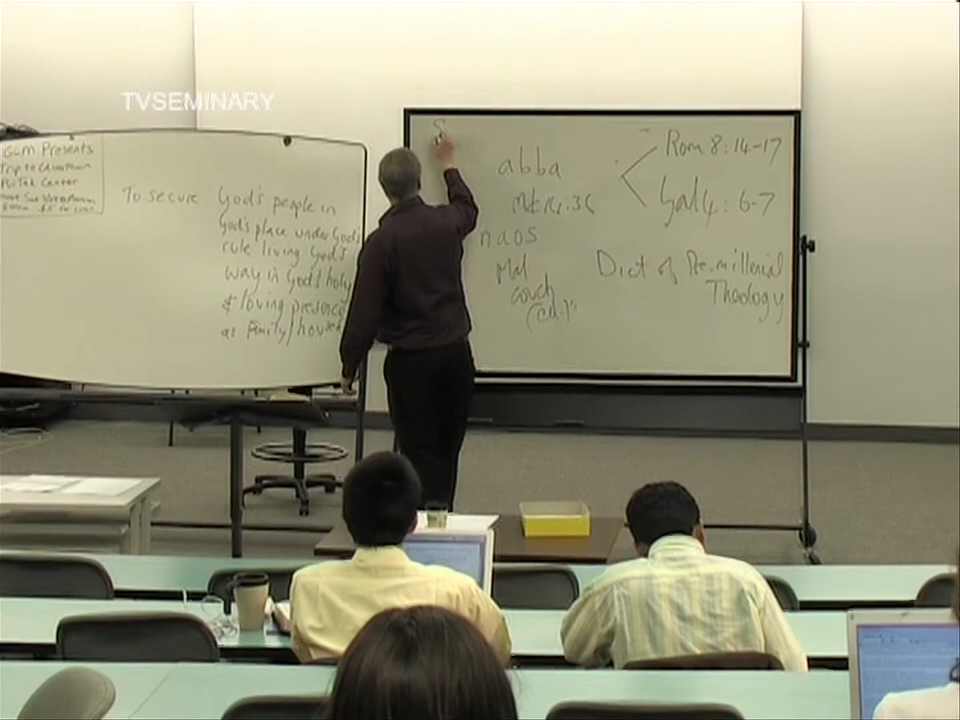 TVSEMINARY
GGM Presents
Trip to Chinatown
To secure God's people in
God's place under God's
rule living God's
way in God's holy
& loving presence
as family/house
S
abba
Mk 14:36
naos
couch
Rom 8:14-17
Gal 4:6-7
Dict of Pre-millenial
Theology